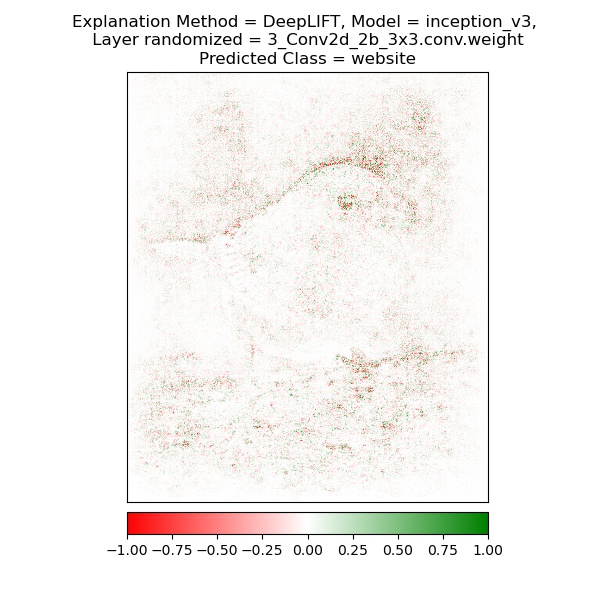 Explanation Method = DeepLIFT, Model = inception_v3,
Layer randomized = 3_Conv2d_2b_3x3.conv.weight
Predicted Class = website
−1.00 −0.75 −0.50 −0.25 0.00 0.25 0.50 0.75 1.00